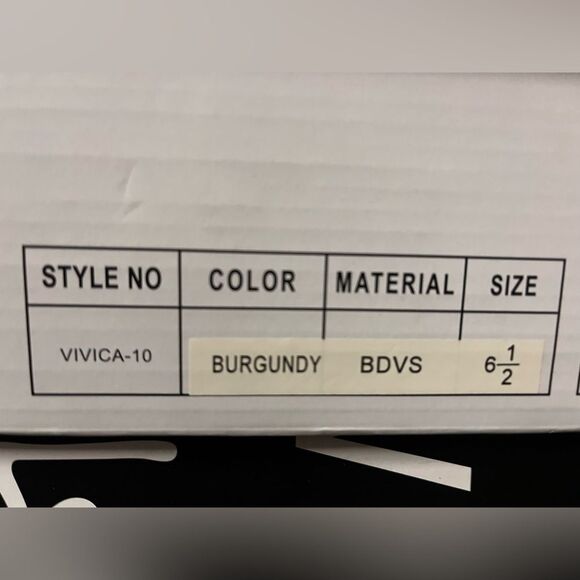 STYLE NO COLOR MATERIAL SIZE
VIVICA-10 BURGUNDY BDVS 6 1/2